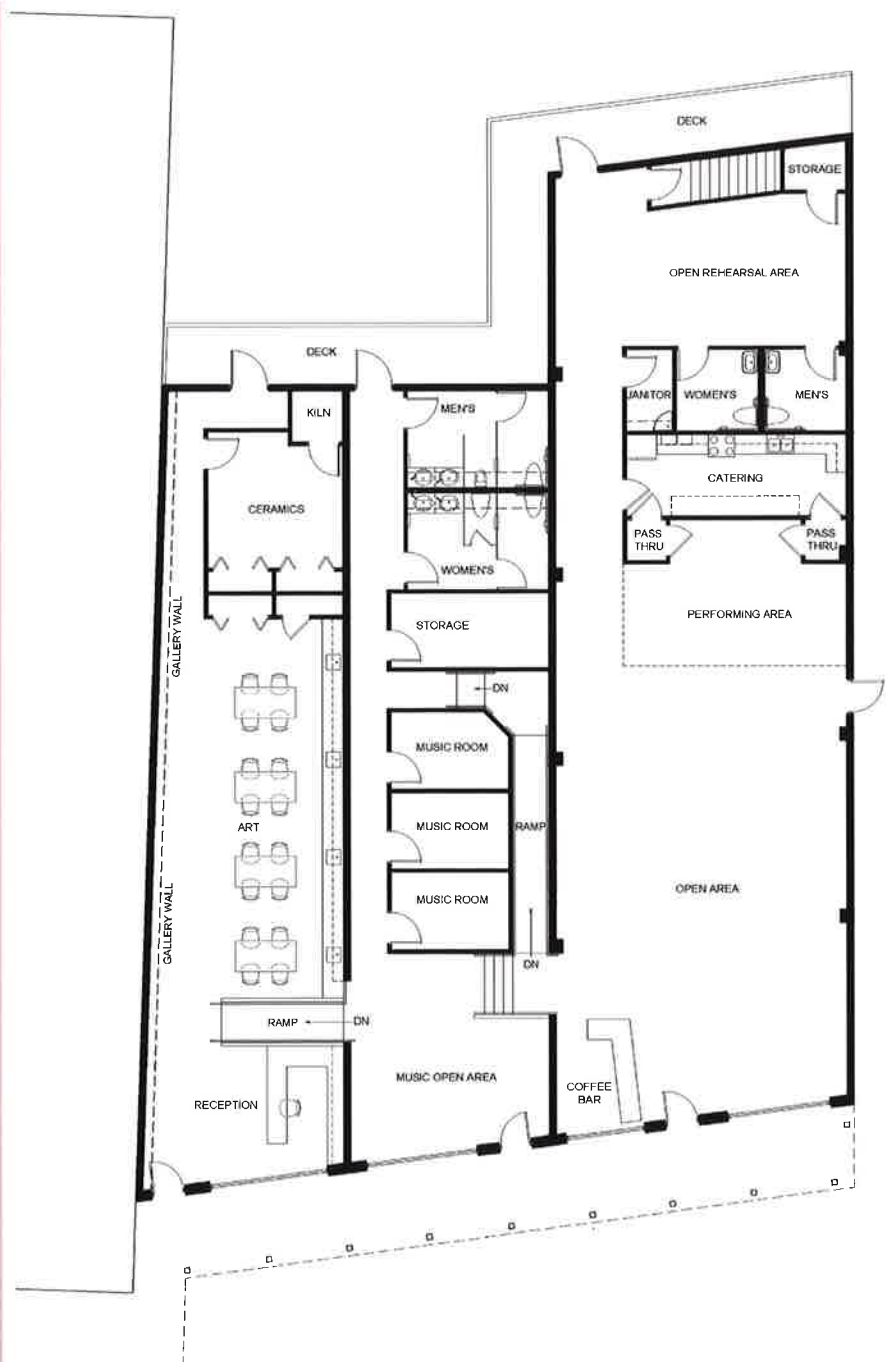 DECK
STORAGE
OPEN REHEARSAL AREA
DECK
JANITOR
WOMEN'S
MEN'S
KILN
MEN'S
CATERING
CERAMICS
PASS
THRU
PASS
THRU
WOMEN'S
GALLERY WALL
STORAGE
PERFORMING AREA
DN
MUSIC ROOM
ART
MUSIC ROOM
RAMP
GALLERY WALL
MUSIC ROOM
OPEN AREA
DN
RAMP
DN
MUSIC OPEN AREA
COFFEE
BAR
RECEPTION